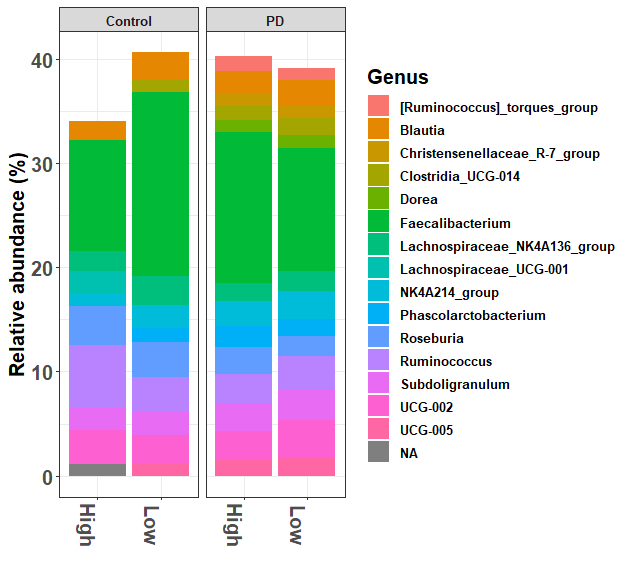 Control
PD
Relative abundance (%)
40
30
20
10
0
High
Low
High
Low
Genus
[Ruminococcus]_torques_group
Blautia
Christensenellaceae_R-7_group
Clostridia_UCG-014
Dorea
Faecalibacterium
Lachnospiraceae_NK4A136_group
Lachnospiraceae_UCG-001
NK4A214_group
Phascolarctobacterium
Roseburia
Ruminococcus
Subdoligranulum
UCG-002
UCG-005
NA